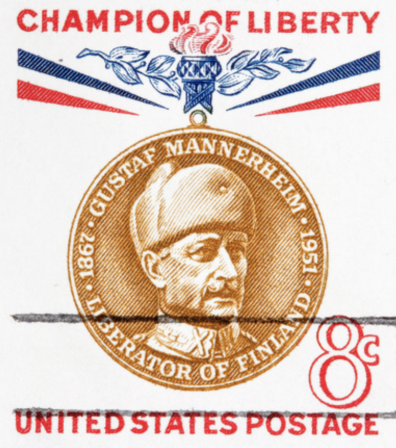 CHAMPION OF LIBERTY
1867 · GUSTAF MANNERHEIM · 1951
· LIBERATOR OF FINLAND ·
8c
UNITED STATES POSTAGE